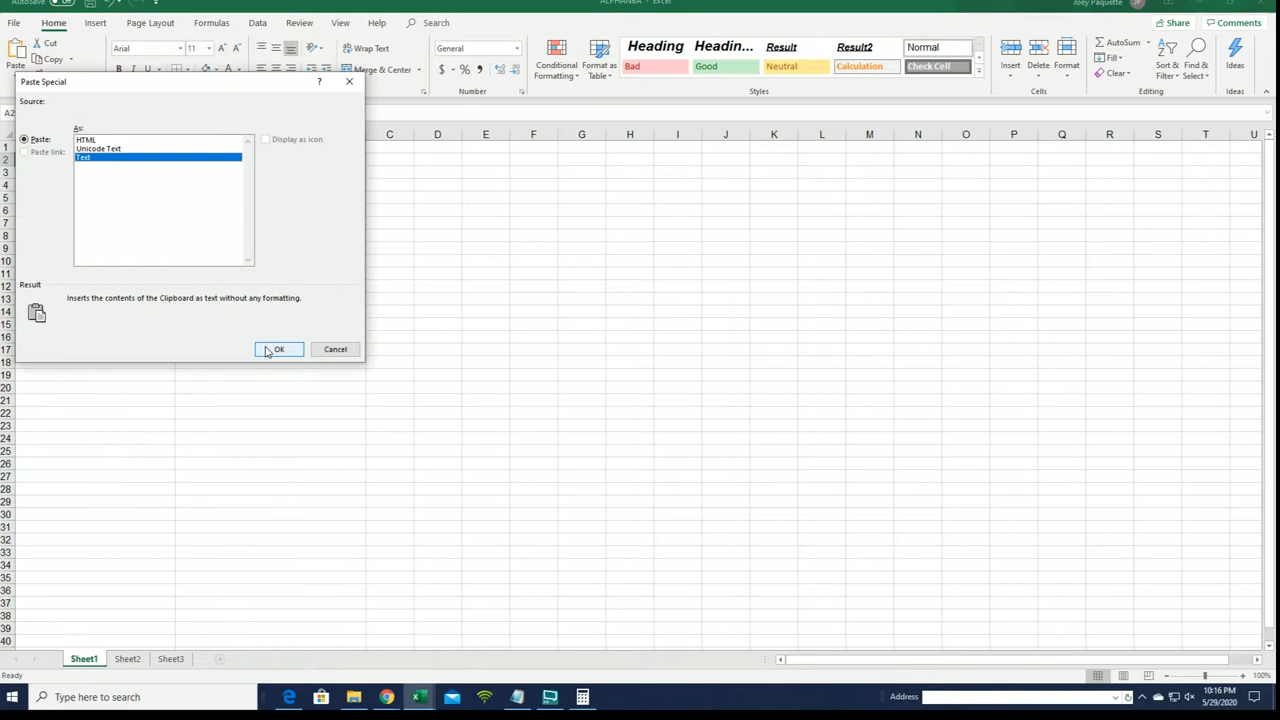 AutoSave Off ALPHANBA - Excel Joey Paquette JP
File Home Insert Page Layout Formulas Data Review View Help Search Share Comments
Cut Arial 11 A A Wrap Text General Heading Headin... Result Result2 Normal AutoSum
Copy Fill
Paste B I U Merge & Center $ % Bad Good Neutral Calculation Check Cell Clear
Conditional Formatting Format as Table Insert Delete Format Sort & Filter Find & Select Ideas
Number Styles Cells Editing Ideas
Paste Special ?
Source:
A2
As:
Paste: HTML Display as icon
Paste link: Unicode Text
Text
C D E F G H I J K L M N O P Q R S T U
1
2
3
4
5
6
7
8
9
10
11
12
13
14
15
16
17
18
19
20
21
22
23
24
25
26
27
28
29
30
31
32
33
34
35
36
37
38
39
40
Result
Inserts the contents of the Clipboard as text without any formatting.
OK Cancel
Sheet1 Sheet2 Sheet3
Ready 100%
Type here to search Address 10:16 PM
5/29/2020